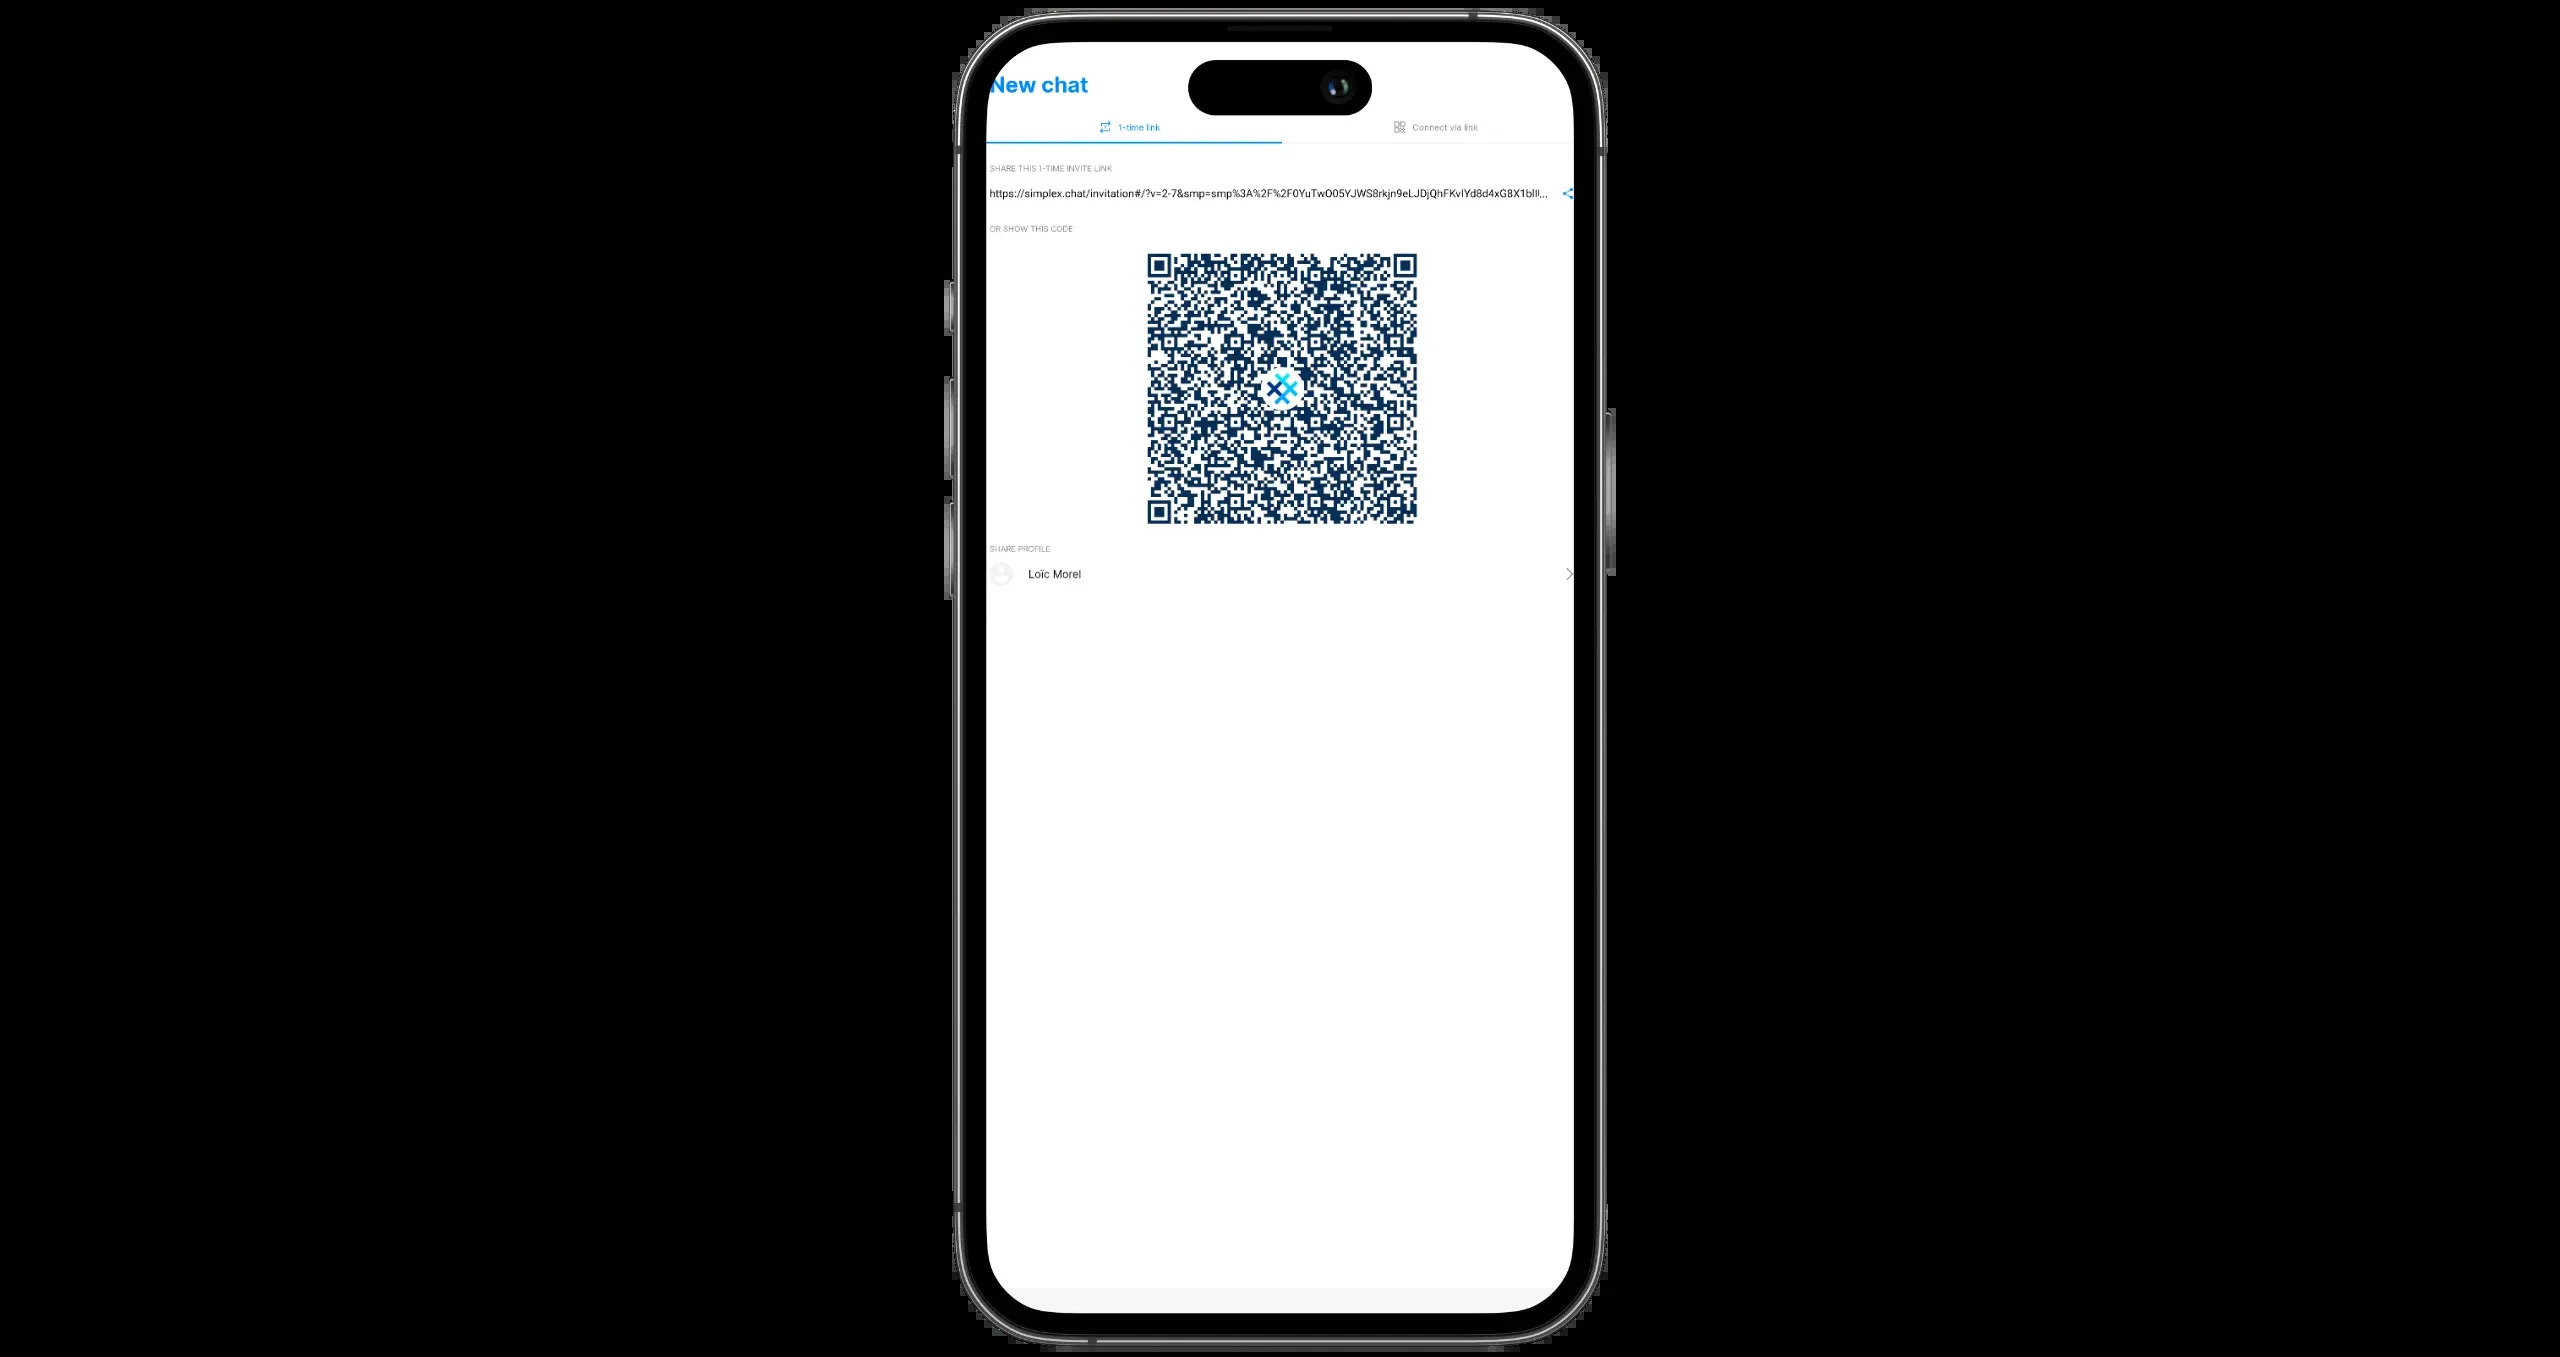 New chat
1-time link
Connect via link
SHARE THIS 1-TIME INVITE LINK
https://simplex.chat/invitation#/?v=2-7&smp=smp%3A%2F%2F0YuTwO05YJWS8rkjn9eLJDjQhFKvIYd8d4xG8X1blI...
OR SHOW THIS CODE
SHARE PROFILE
Loïc Morel